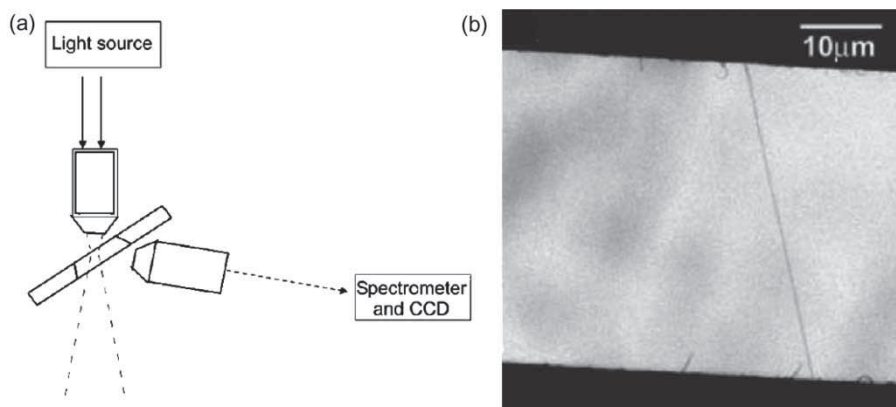 (a)
Light source
Spectrometer
and CCD
(b)
10μm